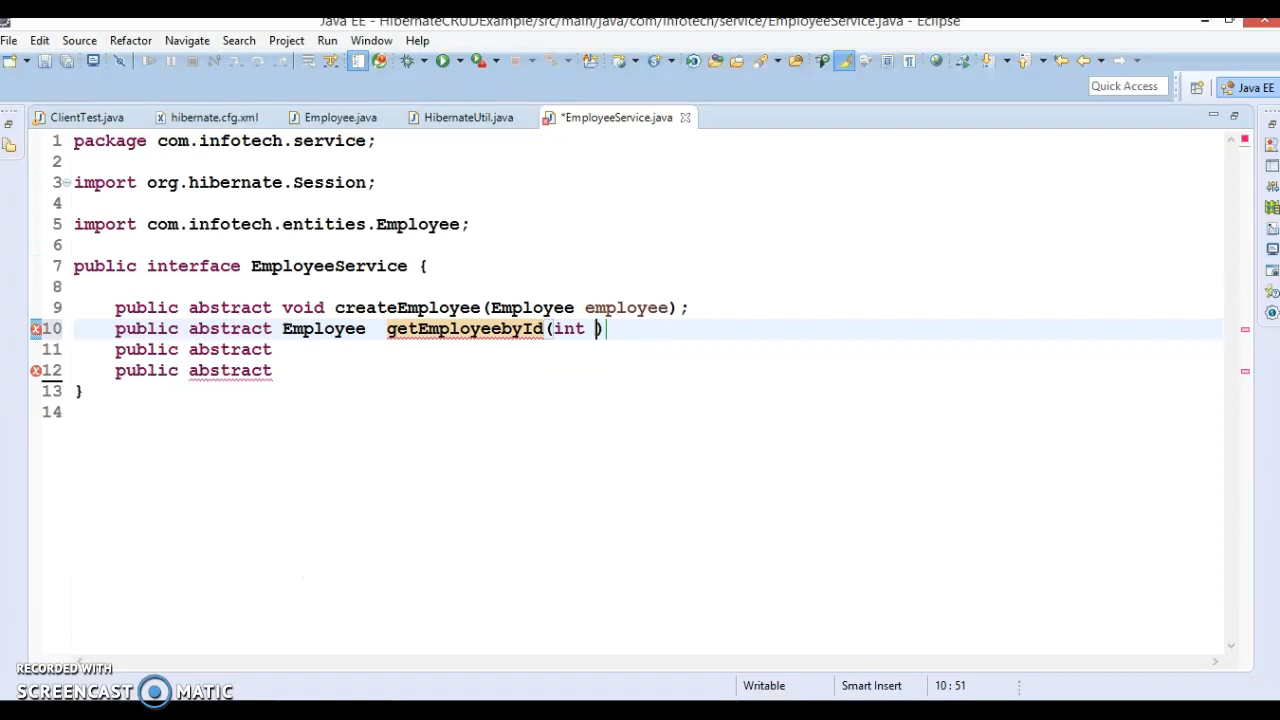 Java EE - HibernateCRUDExample/src/main/java/com/infotech/service/EmployeeService.java - Eclipse
File Edit Source Refactor Navigate Search Project Run Window Help
Quick Access Java EE
ClientTest.java hibernate.cfg.xml Employee.java HibernateUtil.java *EmployeeService.java
1 package com.infotech.service;
2
3 import org.hibernate.Session;
4
5 import com.infotech.entities.Employee;
6
7 public interface EmployeeService {
8
9 public abstract void createEmployee(Employee employee);
10 public abstract Employee  getEmployeebyId(int )
11 public abstract
12 public abstract
13 }
14
RECORDED WITH
SCREENCAST MATIC
Writable Smart Insert 10 : 51